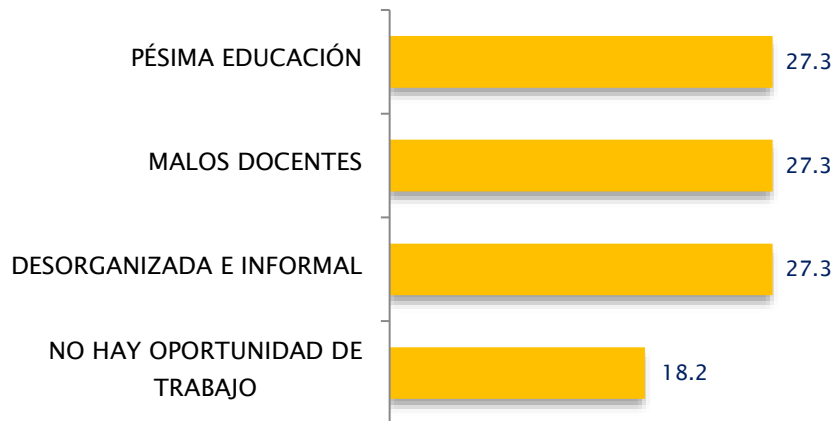 PÉSIMA EDUCACIÓN
27.3
MALOS DOCENTES
27.3
DESORGANIZADA E INFORMAL
27.3
NO HAY OPORTUNIDAD DE
TRABAJO
18.2